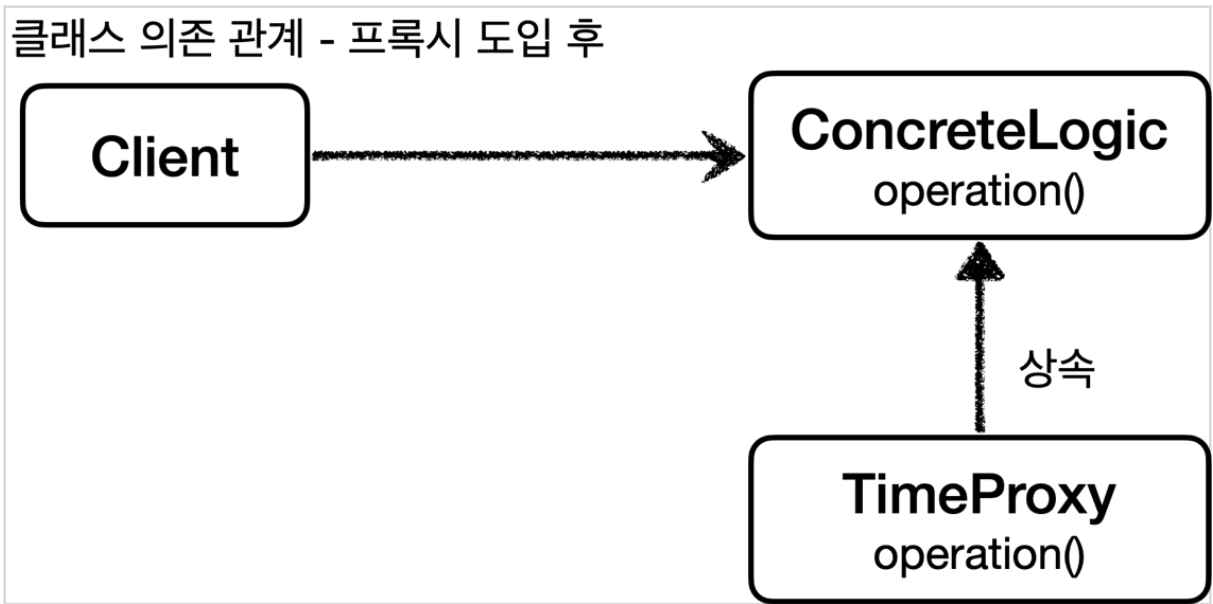 클래스 의존 관계 - 프록시 도입 후
Client
ConcreteLogic
operation()
상속
TimeProxy
operation()